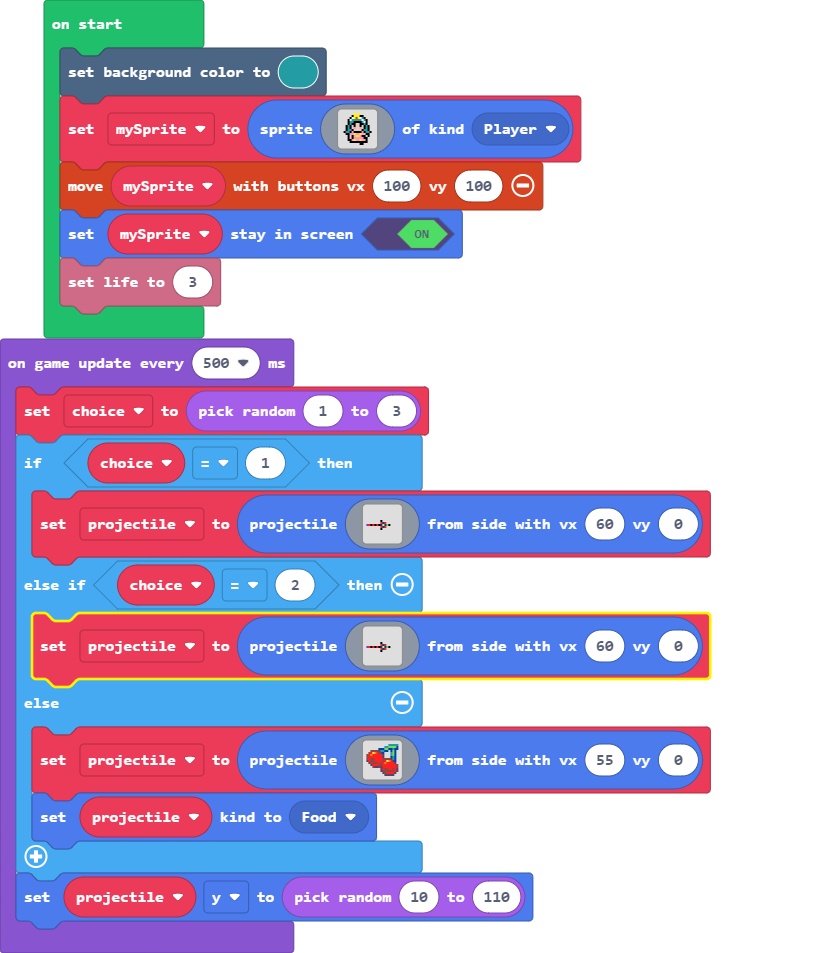 on start
set background color to
set mySprite to sprite of kind Player
move mySprite with buttons vx 100 vy 100
set mySprite stay in screen ON
set life to 3
on game update every 500 ms
set choice to pick random 1 to 3
if choice = 1 then
set projectile to projectile from side with vx 60 vy 0
else if choice = 2 then
set projectile to projectile from side with vx 60 vy 0
else
set projectile to projectile from side with vx 55 vy 0
set projectile kind to Food
set projectile y to pick random 10 to 110